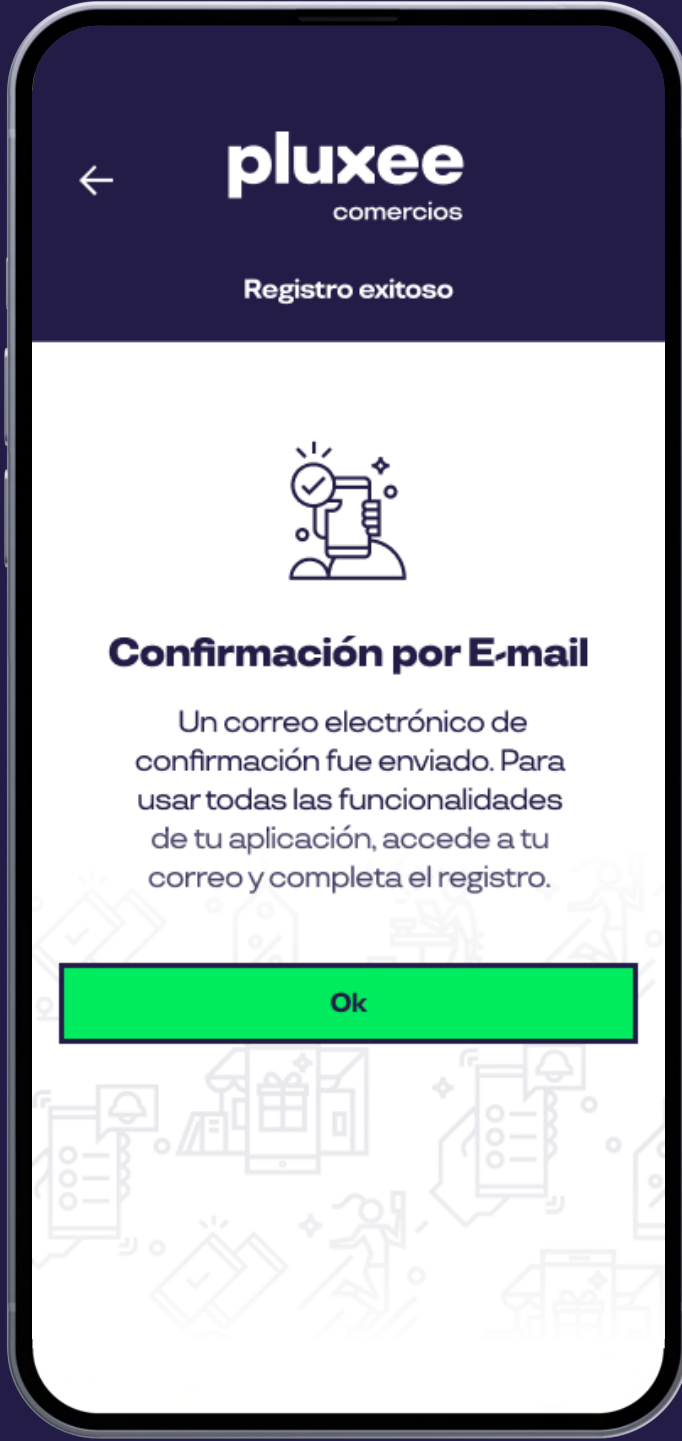 pluxee
comercios
Registro exitoso
Confirmación por E-mail
Un correo electrónico de
confirmación fue enviado. Para
usar todas las funcionalidades
de tu aplicación, accede a tu
correo y completa el registro.
Ok